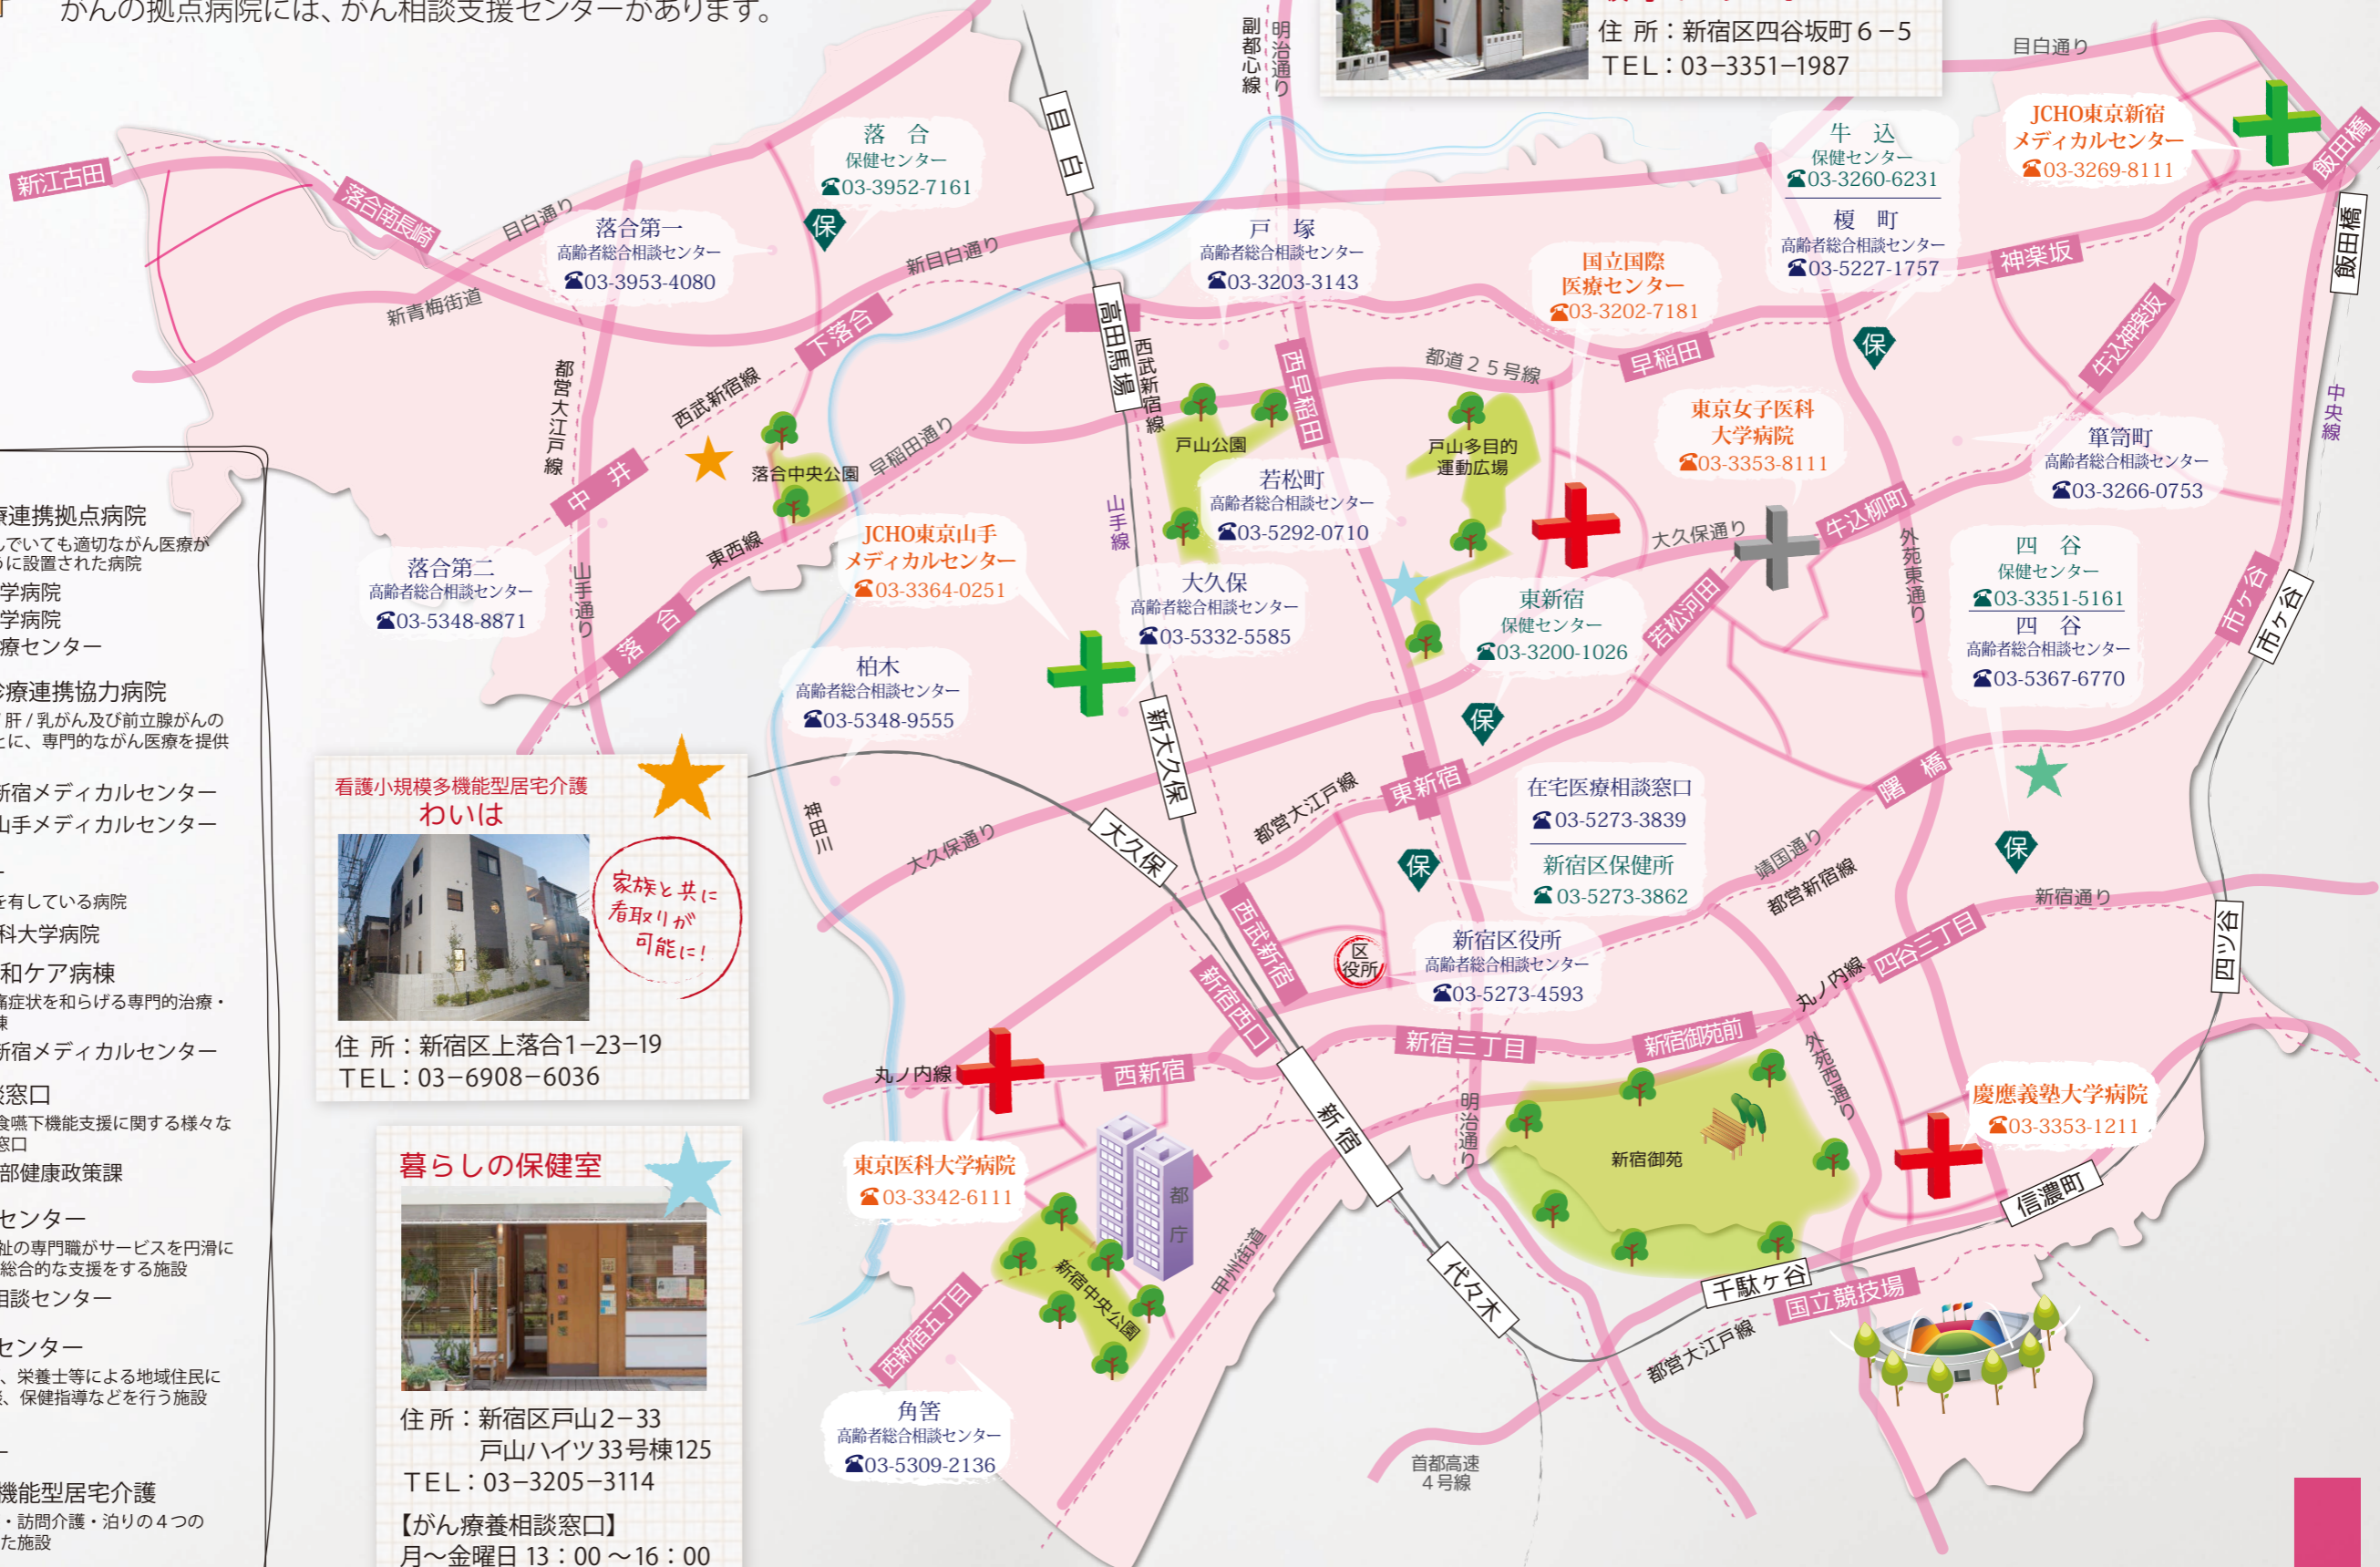 がんの拠点病院には、がん相談支援センターがあります。
住 所：新宿区四谷坂町６−５
ＴＥＬ：03−3351−1987
副都心線
明治通り
目白通り
JCHO東京新宿
メディカルセンター
☎03-3269-8111
飯田橋
飯田橋
目 白
落 合
保健センター
☎03-3952-7161
保
新江古田
落合南長崎
目白通り
落合第一
高齢者総合相談センター
☎03-3953-4080
新目白通り
新青梅街道
戸 塚
高齢者総合相談センター
☎03-3203-3143
国立国際
医療センター
☎03-3202-7181
牛 込
保健センター
☎03-3260-6231
榎 町
高齢者総合相談センター
☎03-5227-1757
保
神楽坂
牛込神楽坂
中央線
都営大江戸線
西武新宿線
下落合
中 井
落合中央公園
早稲田通り
高田馬場
西武新宿線
西早稲田
都道２５号線
早稲田
戸山公園
戸山多目的
運動広場
東京女子医科
大学病院
☎03-3353-8111
箪笥町
高齢者総合相談センター
☎03-3266-0753
若松町
高齢者総合相談センター
☎03-5292-0710
大久保通り
牛込柳町
外苑東通り
山手線
JCHO東京山手
メディカルセンター
☎03-3364-0251
東西線
落合第二
高齢者総合相談センター
☎03-5348-8871
山手通り
落 合
大久保
高齢者総合相談センター
☎03-5332-5585
東新宿
保健センター
☎03-3200-1026
保
若松河田
四 谷
保健センター
☎03-3351-5161
四 谷
高齢者総合相談センター
☎03-5367-6770
市ヶ谷
市ヶ谷
柏木
高齢者総合相談センター
☎03-5348-9555
新大久保
神田川
大久保通り
大久保
都営大江戸線
東新宿
在宅医療相談窓口
☎03-5273-3839
新宿区保健所
☎03-5273-3862
保
曙 橋
靖国通り
都営新宿線
保
新宿通り
四ツ谷
西武新宿
新宿西口
区
役所
新宿区役所
高齢者総合相談センター
☎03-5273-4593
丸ノ内線
四谷三丁目
新宿三丁目
新宿御苑前
外苑西通り
丸ノ内線
西新宿
新宿
明治通り
新宿御苑
慶應義塾大学病院
☎03-3353-1211
信濃町
東京医科大学病院
☎03-3342-6111
都庁
新宿中央公園
甲州街道
西新宿五丁目
代々木
千駄ヶ谷
国立競技場
都営大江戸線
角筈
高齢者総合相談センター
☎03-5309-2136
首都高速
４号線
療連携拠点病院
んでいても適切ながん医療が
うに設置された病院
学病院
学病院
療センター
診療連携協力病院
/ 肝 / 乳がん及び前立腺がんの
とに、専門的ながん医療を提供
新宿メディカルセンター
山手メディカルセンター
を有している病院
科大学病院
和ケア病棟
痛症状を和らげる専門的治療・
棟
新宿メディカルセンター
談窓口
食嚥下機能支援に関する様々な
窓口
部健康政策課
センター
祉の専門職がサービスを円滑に
総合的な支援をする施設
相談センター
センター
、栄養士等による地域住民に
談、保健指導などを行う施設
ー
機能型居宅介護
・訪問介護・泊りの４つの
た施設
看護小規模多機能型居宅介護
わいは
家族と共に
看取りが
可能に！
住 所：新宿区上落合1−23−19
ＴＥＬ：03−6908−6036
暮らしの保健室
住 所：新宿区戸山２−33
戸山ハイツ33号棟125
ＴＥＬ：03−3205−3114
【がん療養相談窓口】
月〜金曜日 13：00 〜16：00